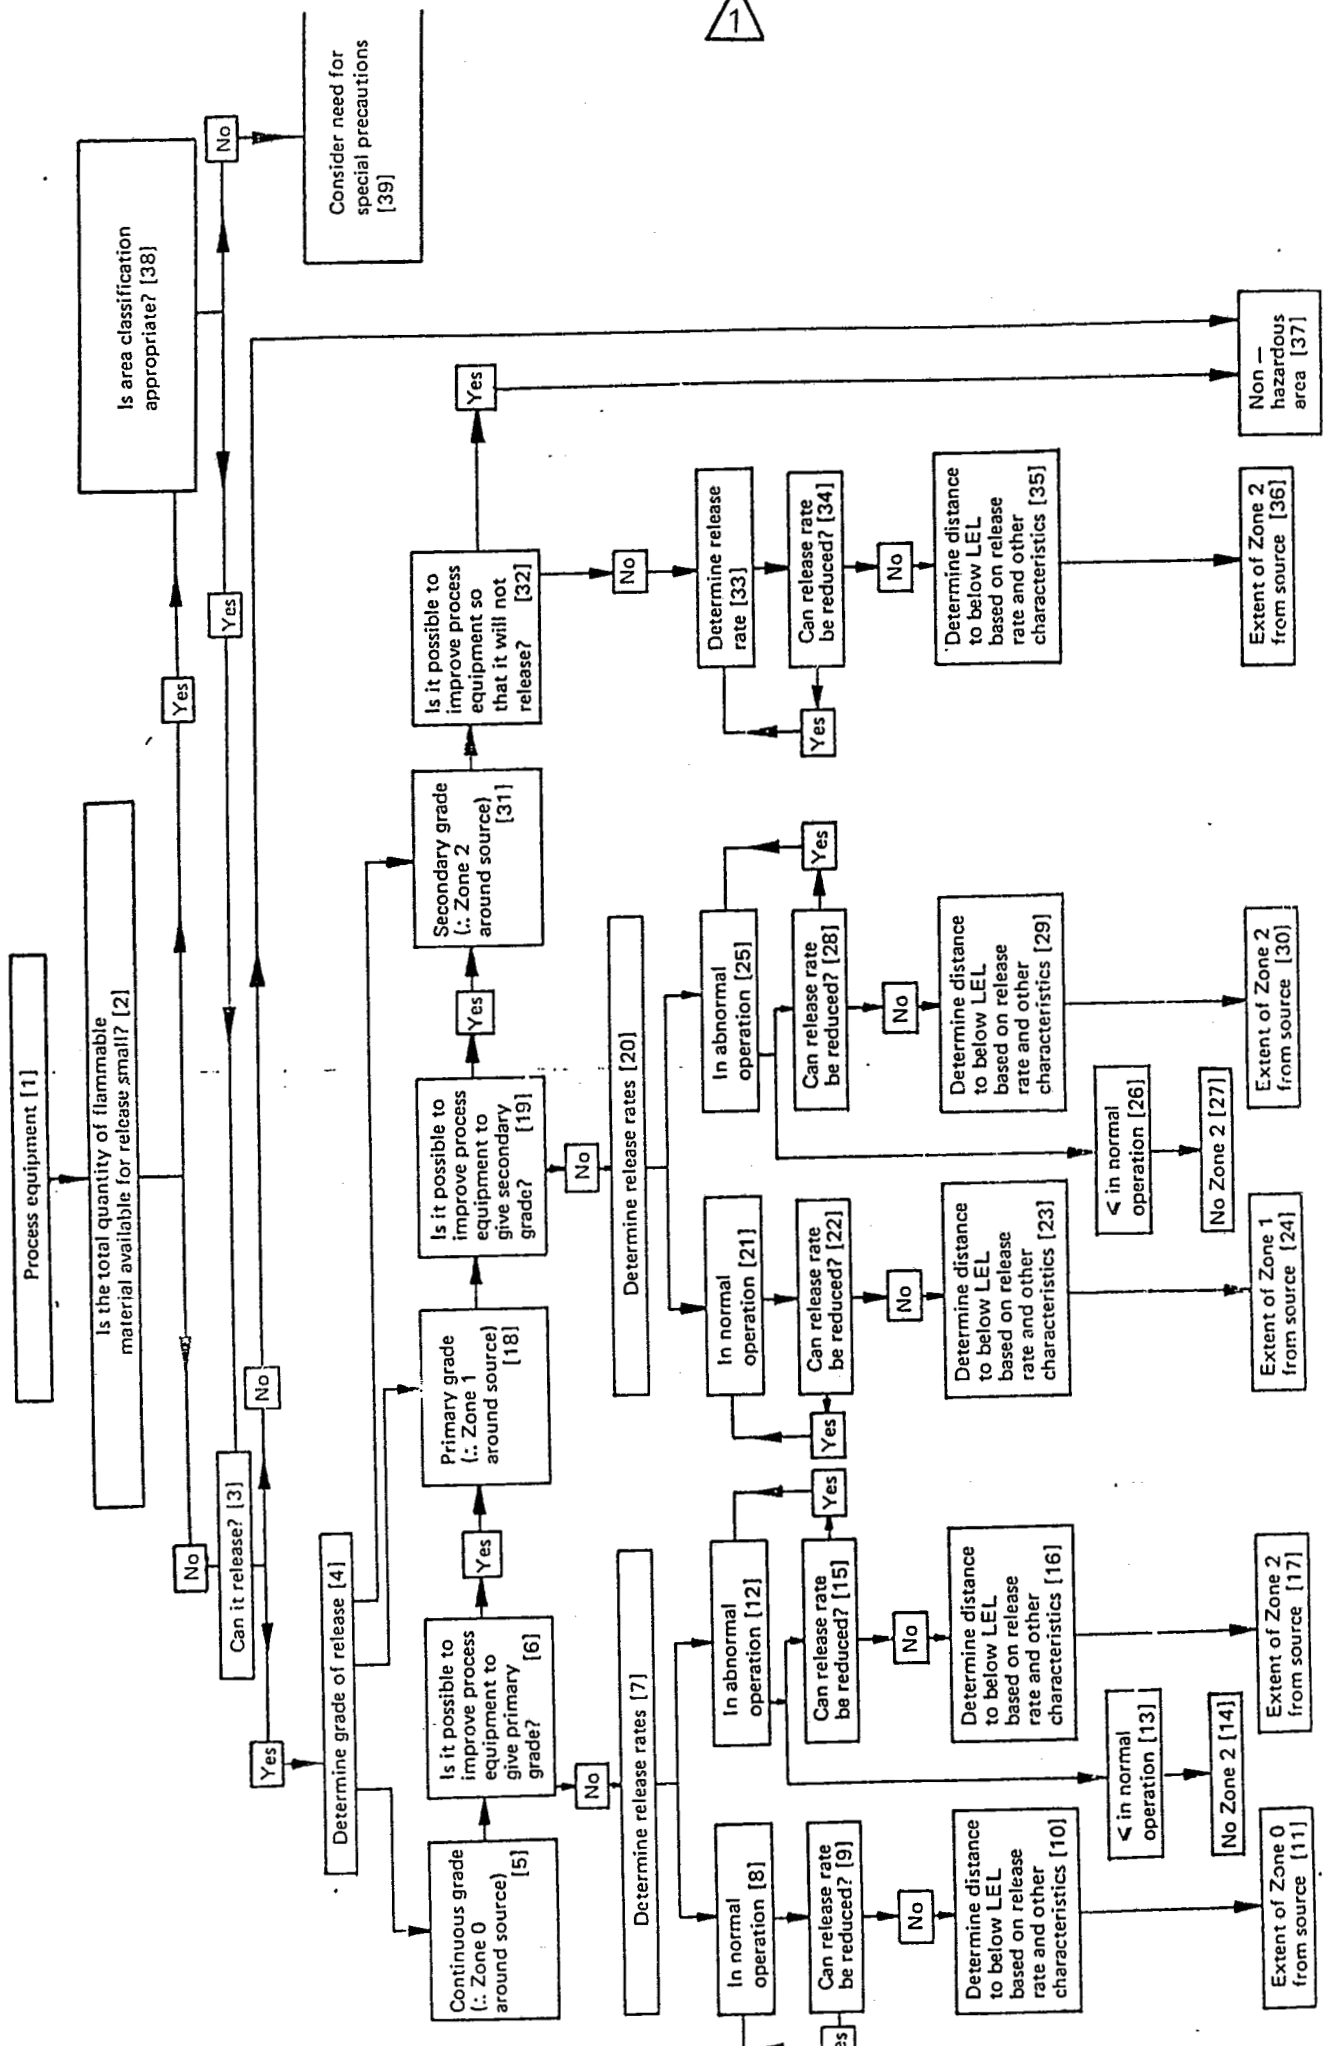 Process equipment [1]
Is the total quantity of flammable
material available for release small? [2]
Yes
Is area classification
appropriate? [38]
No
Consider need for
special precautions
[39]
Yes
No
Can it release? [3]
No
Yes
Determine grade of release [4]
Continuous grade
(∴ Zone 0
around source)
[5]
Is it possible to
improve process
equipment to
give primary
grade? [6]
Yes
Primary grade
(∴ Zone 1
around source)
[18]
Is it possible to
improve process
equipment to
give secondary
grade? [19]
Yes
Secondary grade
(∴ Zone 2
around source)
[31]
Is it possible to
improve process
equipment so
that it will not
release? [32]
Yes
No
Determine release rates [7]
In normal
operation [8]
Can release rate
be reduced? [9]
es
No
Determine distance
to below LEL
based on release
rate and other
characteristics [10]
Extent of Zone 0
from source [11]
In abnormal
operation [12]
< in normal
operation [13]
No Zone 2 [14]
Can release rate
be reduced? [15]
Yes
No
Determine distance
to below LEL
based on release
rate and other
characteristics [16]
Extent of Zone 2
from source [17]
No
Determine release rates [20]
In normal
operation [21]
Can release rate
be reduced? [22]
Yes
No
Determine distance
to below LEL
based on release
rate and other
characteristics [23]
Extent of Zone 1
from source [24]
In abnormal
operation [25]
< in normal
operation [26]
No Zone 2 [27]
Can release rate
be reduced? [28]
Yes
No
Determine distance
to below LEL
based on release
rate and other
characteristics [29]
Extent of Zone 2
from source [30]
No
Determine release
rate [33]
Can release rate
be reduced? [34]
Yes
No
Determine distance
to below LEL
based on release
rate and other
characteristics [35]
Extent of Zone 2
from source [36]
Non —
hazardous
area [37]
1